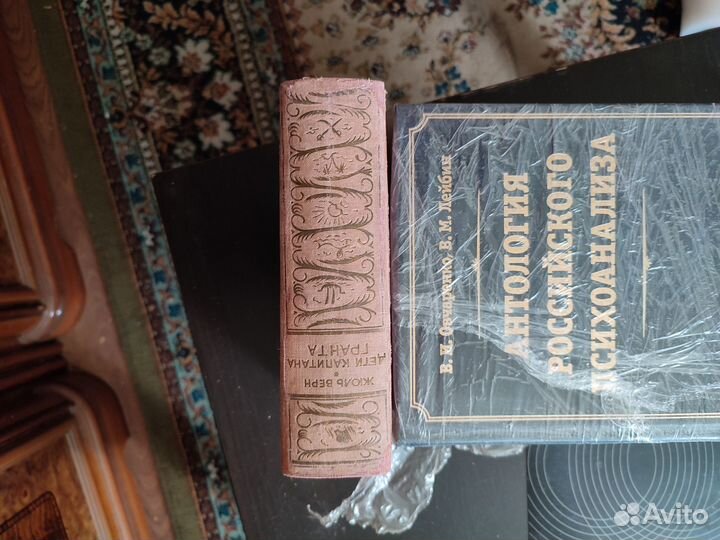 ЖЮЛЬ ВЕРН
ДЕТИ КАПИТАНА
ГРАНТА
В. И. Овчаренко, В. М. Лейбин
АНТОЛОГИЯ
РОССИЙСКОГО
ПСИХОАНАЛИЗА
Avito